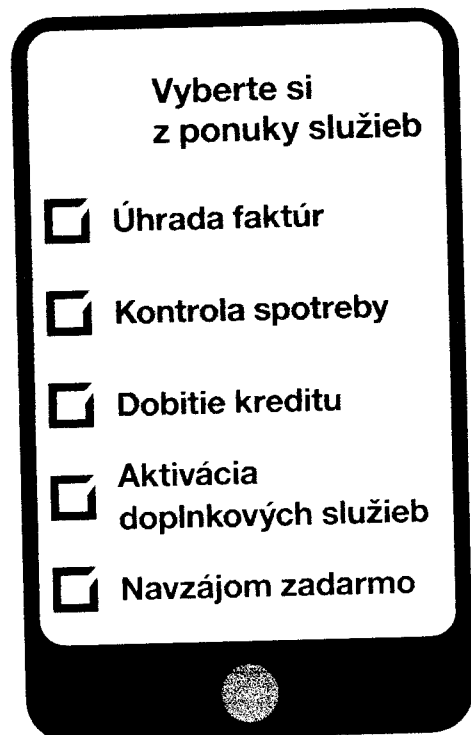 Vyberte si
z ponuky služieb
Úhrada faktúr
Kontrola spotreby
Dobitie kreditu
Aktivácia
doplnkových služieb
Navzájom zadarmo